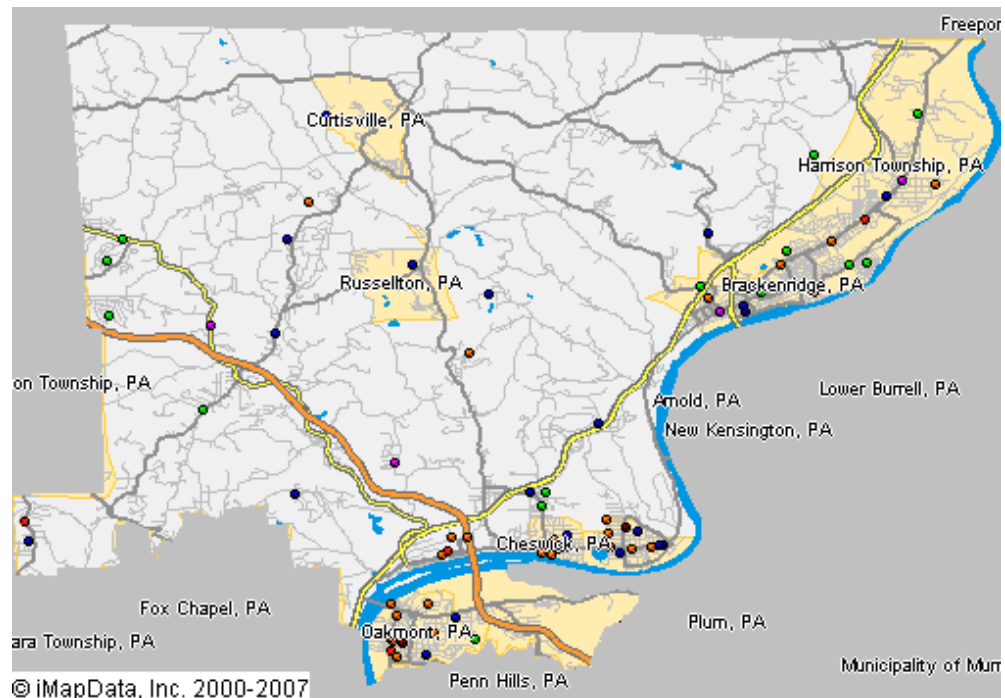 Freepor
Curtisville, PA
Harrison Township, PA
Russellton, PA
Brackenridge, PA
on Township, PA
Lower Burrell, PA
Arnold, PA
New Kensington, PA
Cheswick, PA
Fox Chapel, PA
Plum, PA
Oakmont, PA
ara Township, PA
Municipality of Murr
Penn Hills, PA
© iMapData, Inc. 2000-2007